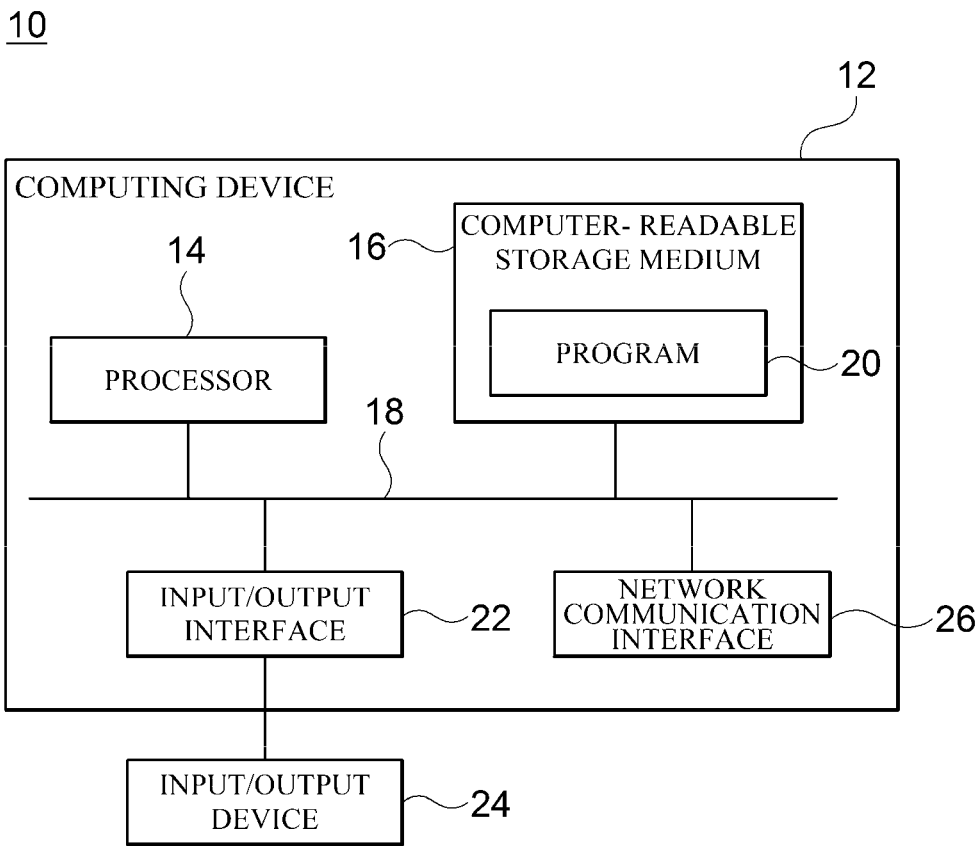 10
12
COMPUTING DEVICE
14
16
COMPUTER- READABLE
STORAGE MEDIUM
PROCESSOR
PROGRAM
20
18
INPUT/OUTPUT
INTERFACE
22
NETWORK
COMMUNICATION
INTERFACE
26
INPUT/OUTPUT
DEVICE
24